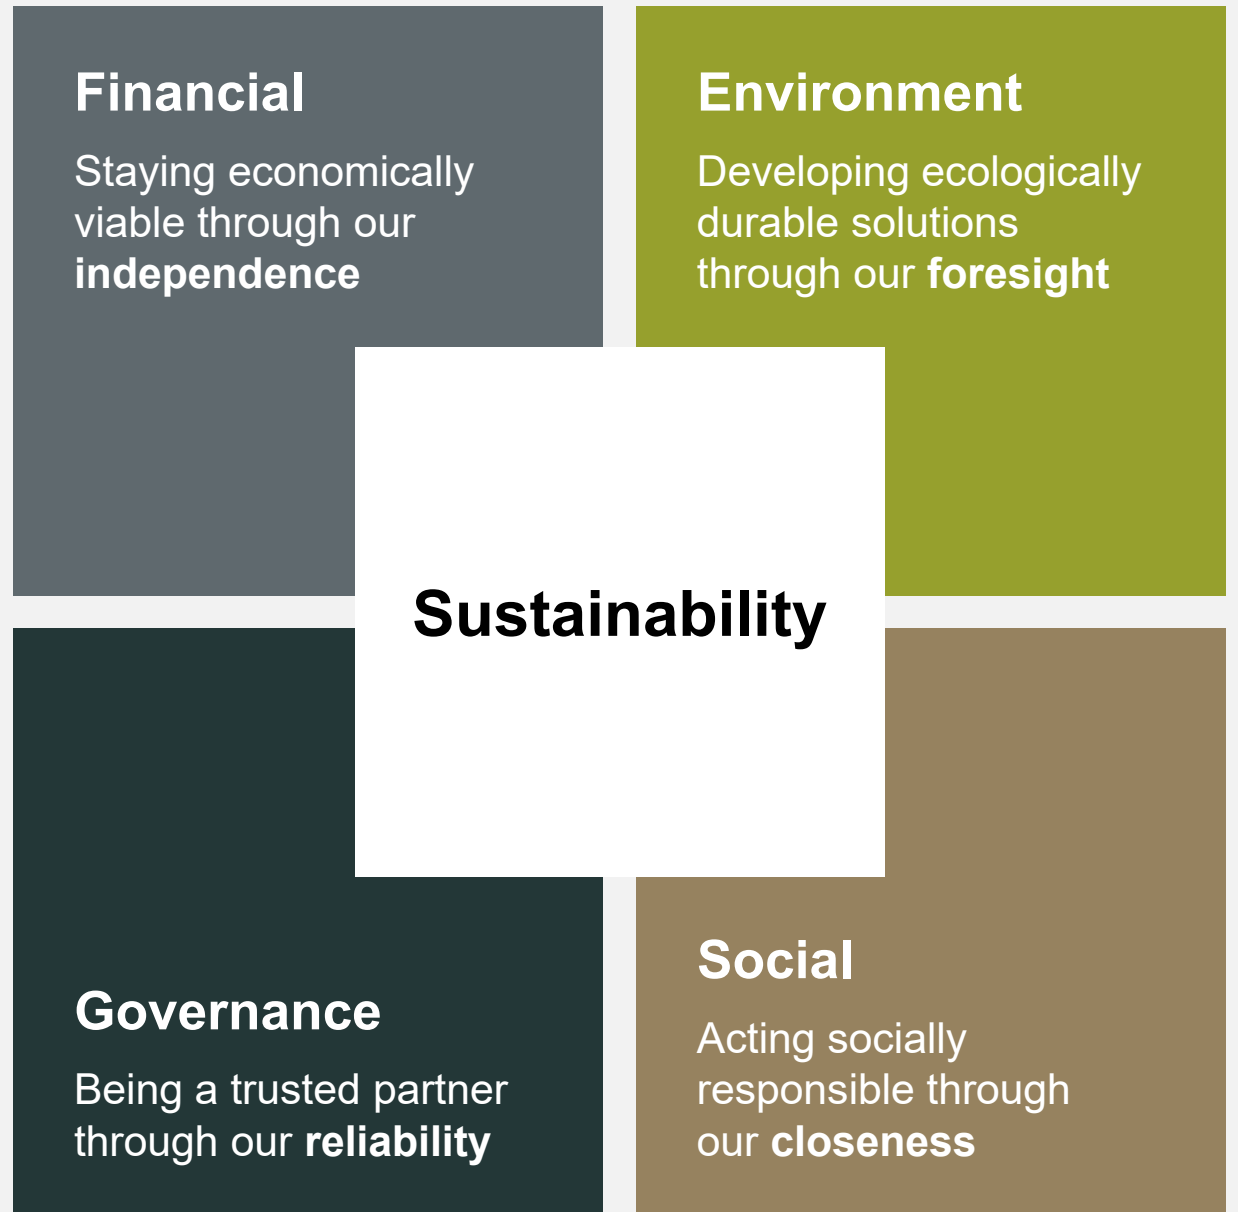 Financial
Staying economically
viable through our
independence
Environment
Developing ecologically
durable solutions
through our foresight
Sustainability
Governance
Being a trusted partner
through our reliability
Social
Acting socially
responsible through
our closeness